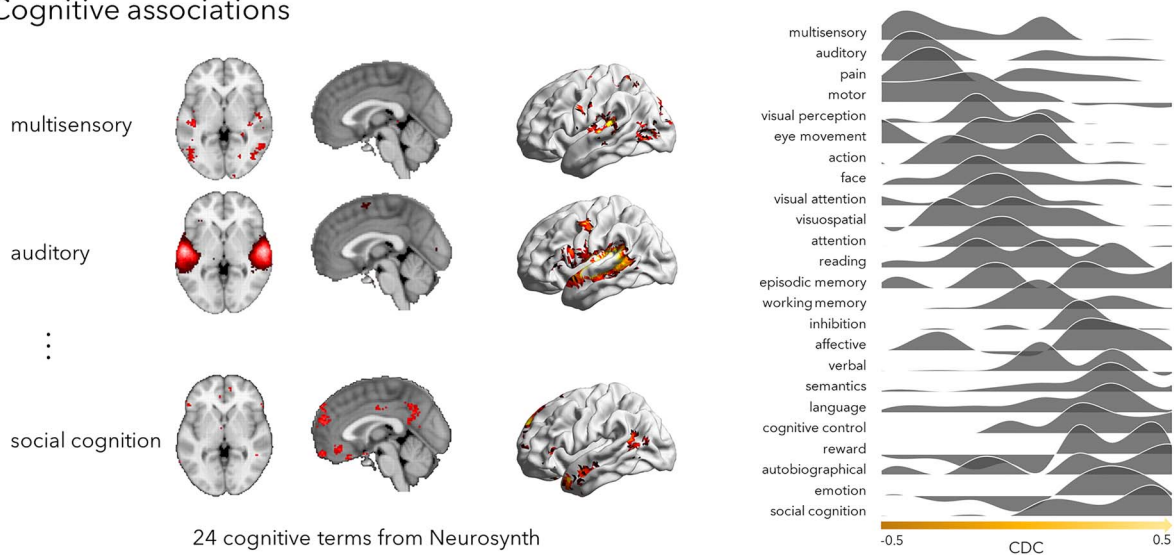 Cognitive associations
multisensory
auditory
⋮
social cognition
24 cognitive terms from Neurosynth
multisensory
auditory
pain
motor
visual perception
eye movement
action
face
visual attention
visuospatial
attention
reading
episodic memory
working memory
inhibition
affective
verbal
semantics
language
cognitive control
reward
autobiographical
emotion
social cognition
-0.5
0.5
CDC